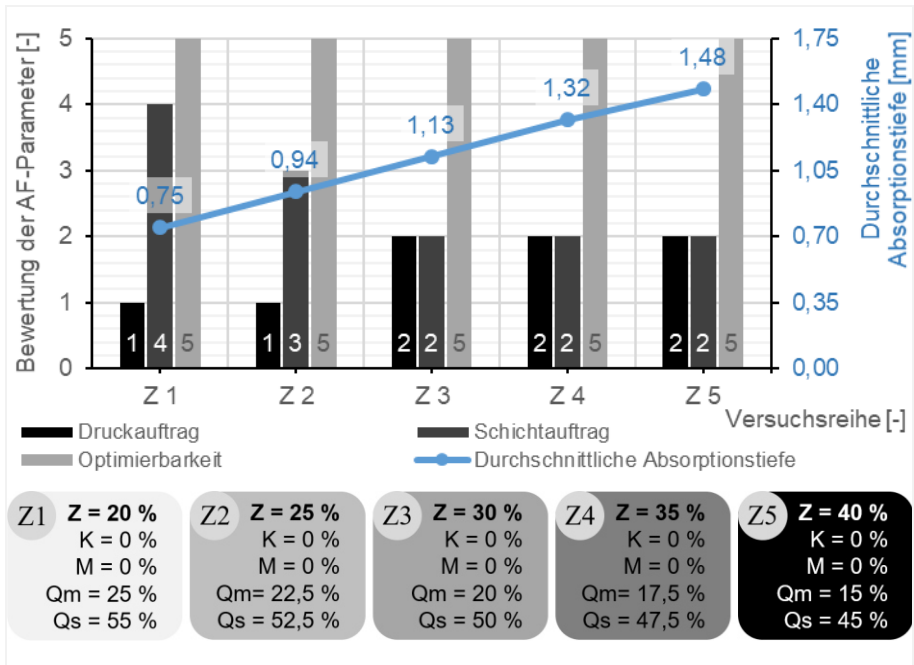 Bewertung der AF-Parameter [-]
5
4
3
2
1
0
1,75
1,40
1,05
0,70
0,35
0,00
Durchschnittliche
Absorptionstiefe [mm]
0,75
0,94
1,13
1,32
1,48
1 4 5
1 3 5
2 2 5
2 2 5
2 2 5
Z 1 Z 2 Z 3 Z 4 Z 5
Versuchsreihe [-]
Druckauftrag
Schichtauftrag
Optimierbarkeit
Durchschnittliche Absorptionstiefe
Z1
Z = 20 %
K = 0 %
M = 0 %
Qm = 25 %
Qs = 55 %
Z2
Z = 25 %
K = 0 %
M = 0 %
Qm= 22,5 %
Qs = 52,5 %
Z3
Z = 30 %
K = 0 %
M = 0 %
Qm = 20 %
Qs = 50 %
Z4
Z = 35 %
K = 0 %
M = 0 %
Qm= 17,5 %
Qs = 47,5 %
Z5
Z = 40 %
K = 0 %
M = 0 %
Qm = 15 %
Qs = 45 %